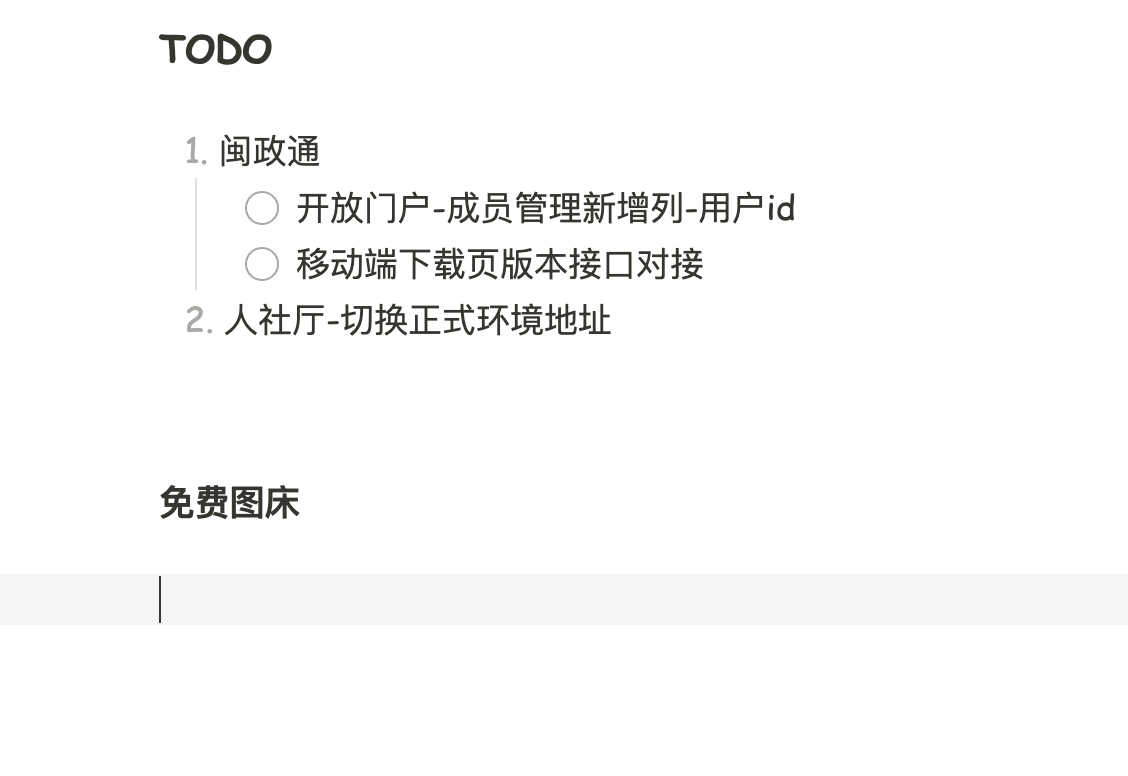 TODO
1. 闽政通
开放门户-成员管理新增列-用户id
移动端下载页版本接口对接
2. 人社厅-切换正式环境地址
免费图床